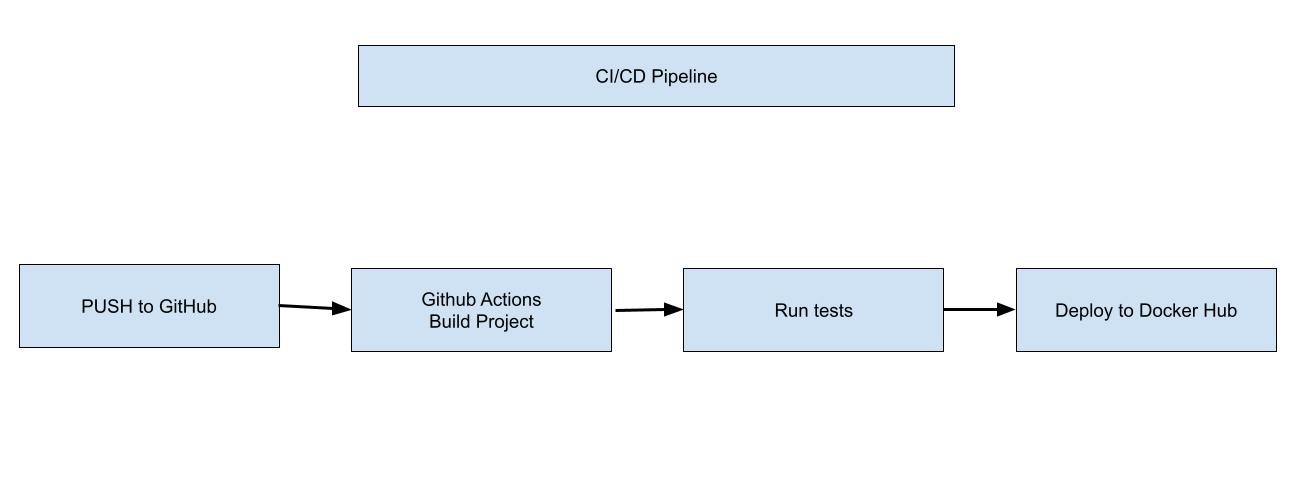 CI/CD Pipeline
PUSH to GitHub
Github Actions
Build Project
Run tests
Deploy to Docker Hub